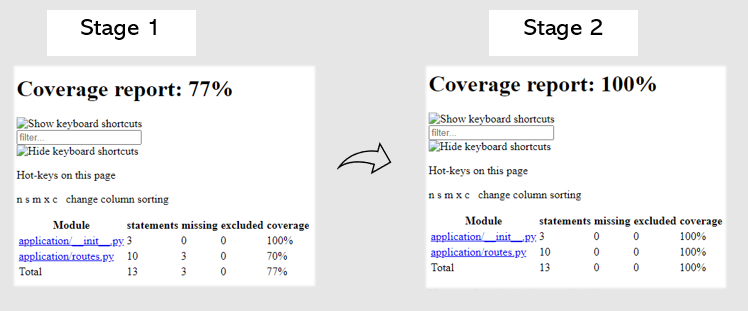 Stage 1
Coverage report: 77%
Show keyboard shortcuts
filter...
Hide keyboard shortcuts
Hot-keys on this page
n s m x c change column sorting
Module statements missing excluded coverage
application/__init__.py 3 0 0 100%
application/routes.py 10 3 0 70%
Total 13 3 0 77%
Stage 2
Coverage report: 100%
Show keyboard shortcuts
filter...
Hide keyboard shortcuts
Hot-keys on this page
n s m x c change column sorting
Module statements missing excluded coverage
application/__init__.py 3 0 0 100%
application/routes.py 10 0 0 100%
Total 13 0 0 100%